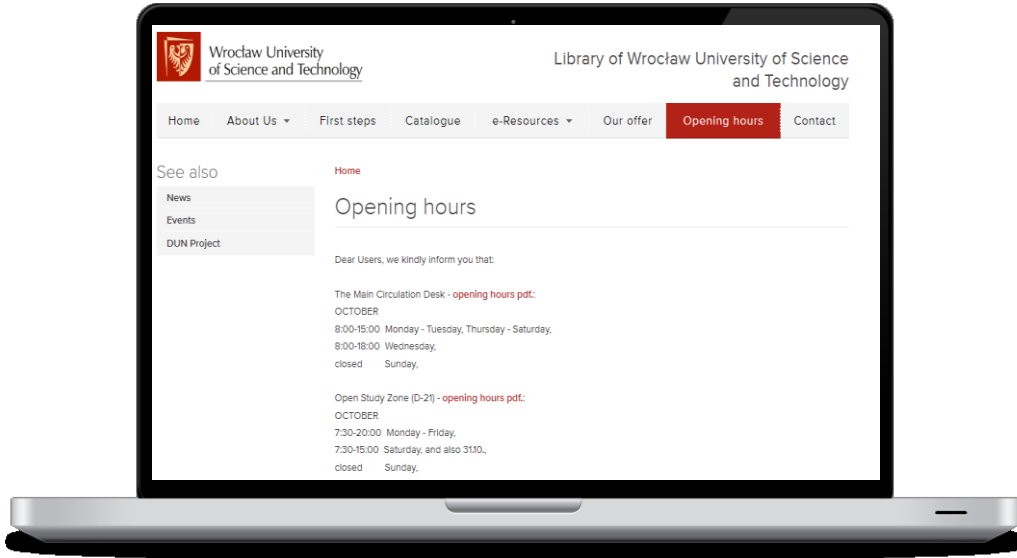 Wrocław University
of Science and Technology
Library of Wrocław University of Science
and Technology
Home About Us First steps Catalogue e-Resources Our offer Opening hours Contact
See also
News
Events
DUN Project
Home
Opening hours
Dear Users, we kindly inform you that:
The Main Circulation Desk - opening hours pdf.:
OCTOBER
8:00-15:00 Monday - Tuesday, Thursday - Saturday,
8:00-18:00 Wednesday,
closed Sunday,
Open Study Zone (D-21) - opening hours pdf.:
OCTOBER
7:30-20:00 Monday - Friday,
7:30-15:00 Saturday, and also 31.10.,
closed Sunday,